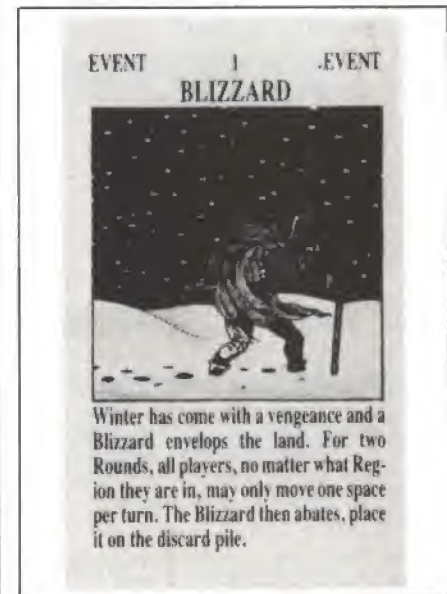 EVENT 1 .EVENT
BLIZZARD
Winter has come with a vengeance and a
Blizzard envelops the land. For two
Rounds, all players, no matter what Reg-
ion they are in, may only move one space
per turn. The Blizzard then abates, place
it on the discard pile.